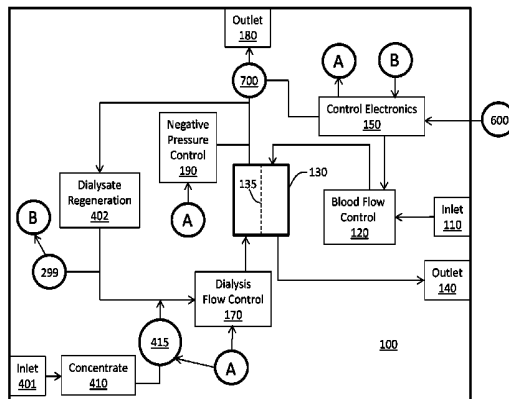 Outlet
180
A
B
700
Control Electronics
150
600
Negative
Pressure
Control
190
135
130
Dialysate
Regeneration
402
A
Blood Flow
Control
120
Inlet
110
B
299
Dialysis
Flow Control
170
Outlet
140
415
A
100
Inlet
401
Concentrate
410